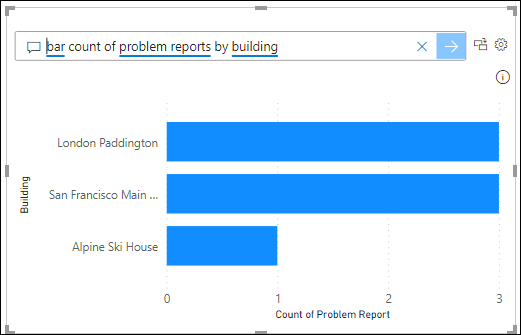 bar count of problem reports by building
London Paddington
San Francisco Main ...
Alpine Ski House
Building
0 1 2 3
Count of Problem Report